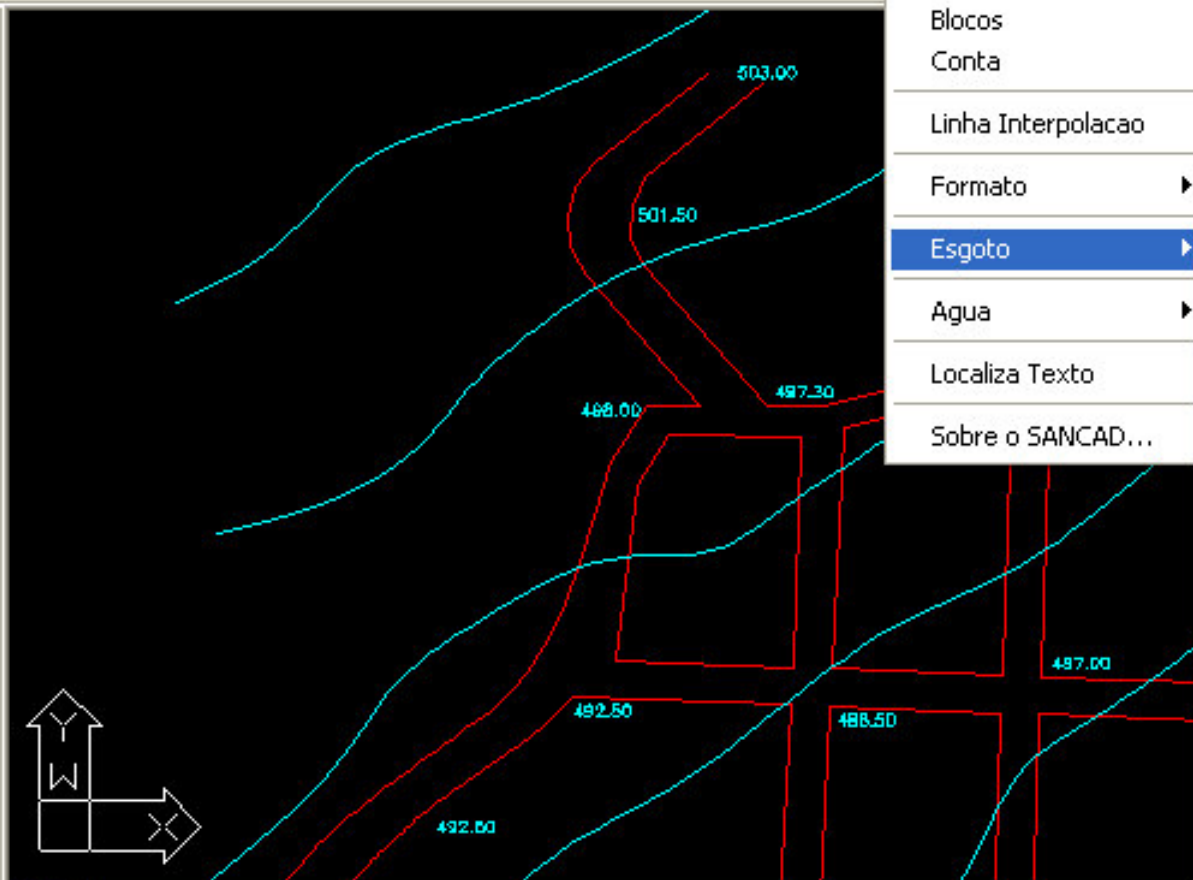 Blocos
Conta
Linha Interpolacao
Formato
Esgoto
Agua
Localiza Texto
Sobre o SANCAD...
503.00
501.50
497.30
498.00
497.00
492.50
488.50
492.60
Y
W
X